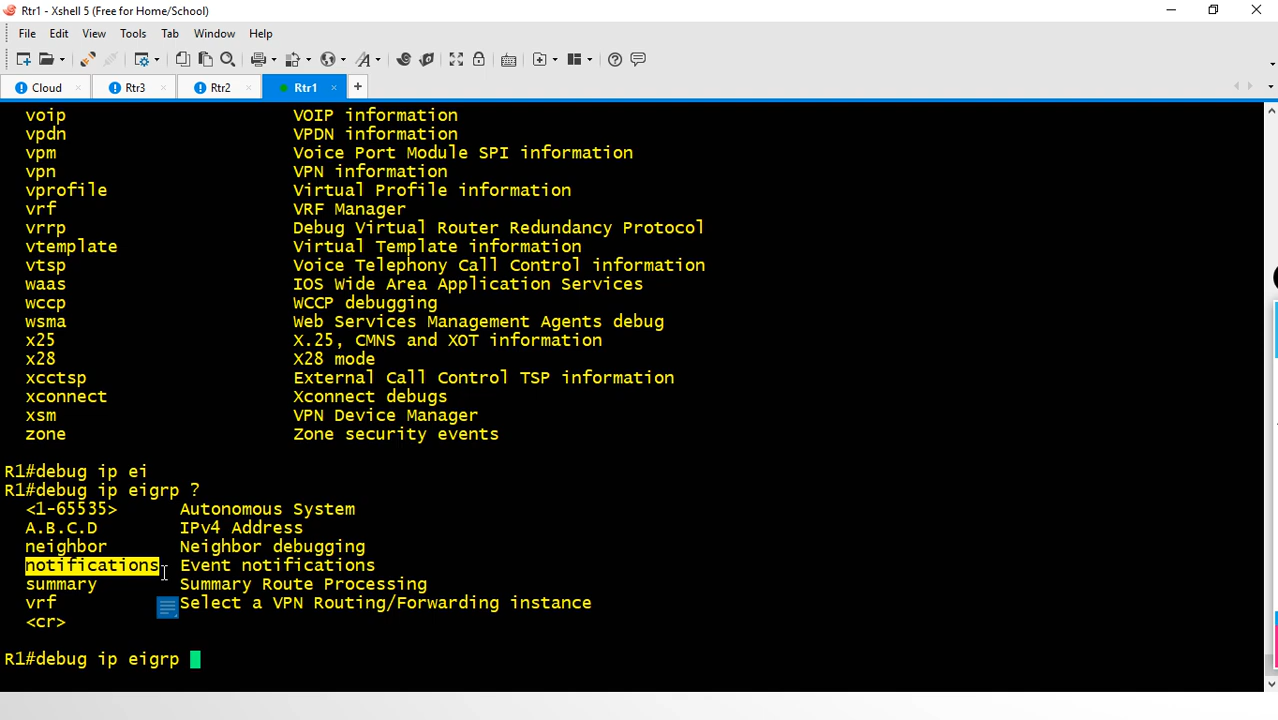 Rtr1 - Xshell 5 (Free for Home/School)
File Edit View Tools Tab Window Help
Cloud Rtr3 Rtr2 Rtr1
voip VOIP information
vpdn VPDN information
vpm Voice Port Module SPI information
vpn VPN information
vprofile Virtual Profile information
vrf VRF Manager
vrrp Debug Virtual Router Redundancy Protocol
vtemplate Virtual Template information
vtsp Voice Telephony Call Control information
waas IOS Wide Area Application Services
wccp WCCP debugging
wsma Web Services Management Agents debug
x25 X.25, CMNS and XOT information
x28 X28 mode
xcctsp External Call Control TSP information
xconnect Xconnect debugs
xsm VPN Device Manager
zone Zone security events
R1#debug ip ei
R1#debug ip eigrp ?
<1-65535> Autonomous System
A.B.C.D IPv4 Address
neighbor Neighbor debugging
notifications Event notifications
summary Summary Route Processing
vrf Select a VPN Routing/Forwarding instance
<cr>
R1#debug ip eigrp